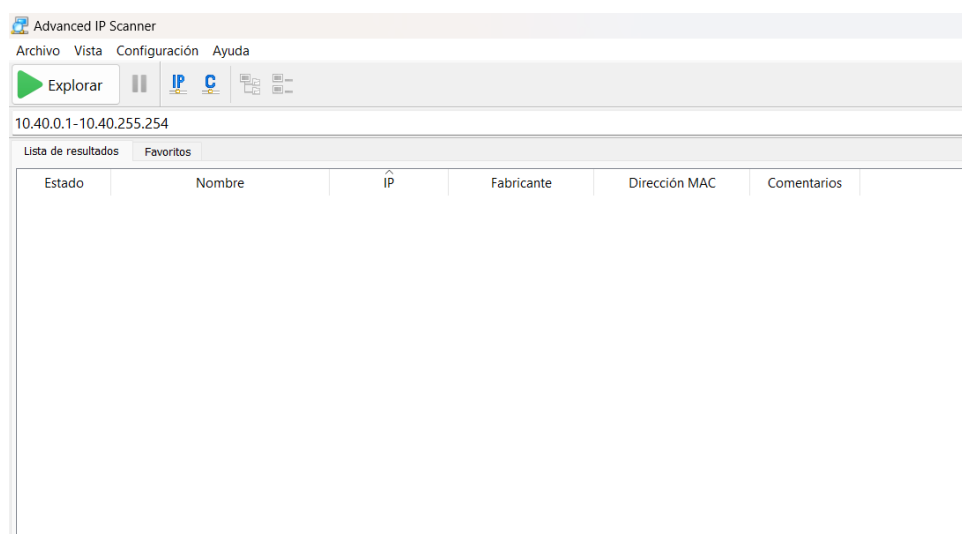 Advanced IP Scanner
Archivo Vista Configuración Ayuda
Explorar IP C
10.40.0.1-10.40.255.254
Lista de resultados Favoritos
Estado Nombre IP Fabricante Dirección MAC Comentarios